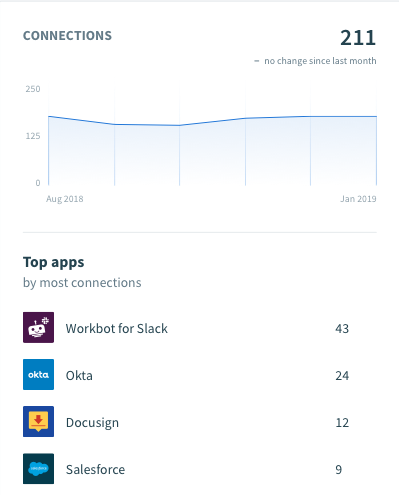 CONNECTIONS
211
– no change since last month
250
125
0
Aug 2018
Jan 2019
Top apps
by most connections
Workbot for Slack
43
okta
Okta
24
Docusign
12
salesforce
Salesforce
9